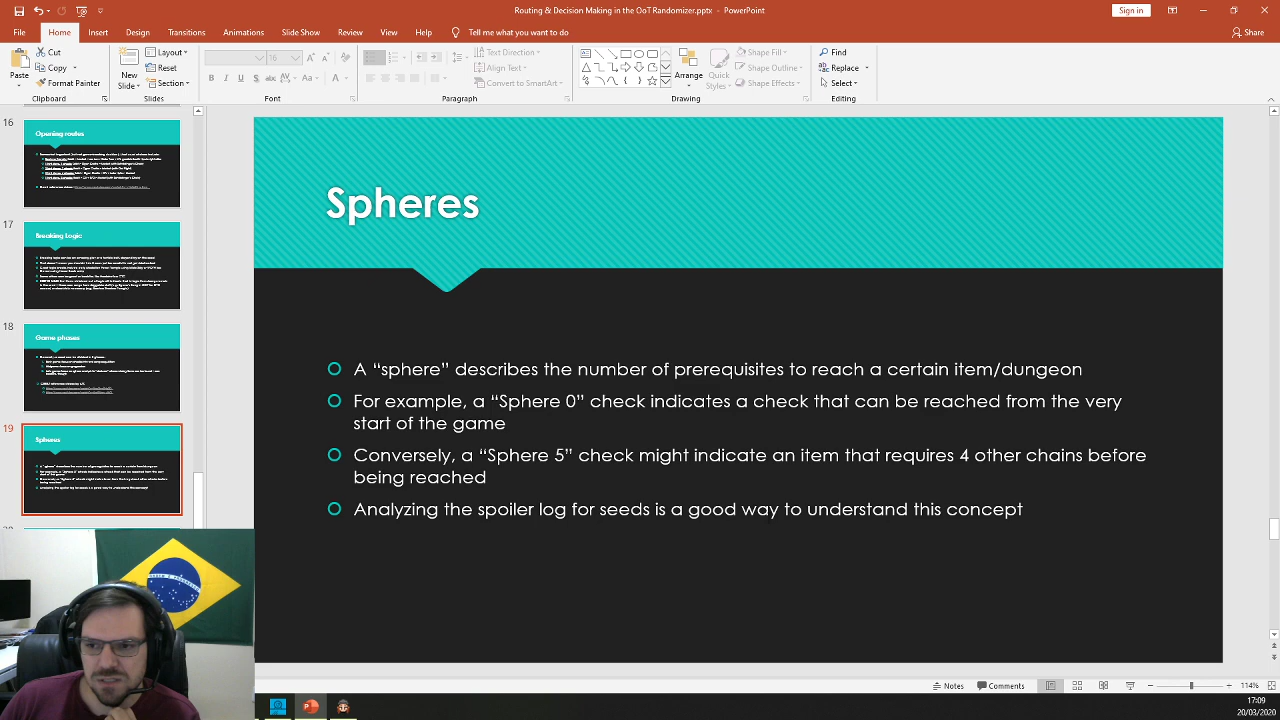 Routing & Decision Making in the OoT Randomizer.pptx - PowerPoint
Sign in
File Home Insert Design Transitions Animations Slide Show Review View Help Tell me what you want to do
Share
Paste
Cut
Copy
Format Painter
Clipboard
New Slide
Layout
Reset
Section
Slides
16
Font
Text Direction
Align Text
Convert to SmartArt
Paragraph
Arrange
Quick Styles
Shape Fill
Shape Outline
Shape Effects
Drawing
Find
Replace
Select
Editing
16
Opening routes
17
Breaking Logic
18
Game phases
19
Spheres
Spheres
A “sphere” describes the number of prerequisites to reach a certain item/dungeon
For example, a “Sphere 0” check indicates a check that can be reached from the very
start of the game
Conversely, a “Sphere 5” check might indicate an item that requires 4 other chains before
being reached
Analyzing the spoiler log for seeds is a good way to understand this concept
Notes
Comments
114%
17:09
20/03/2020